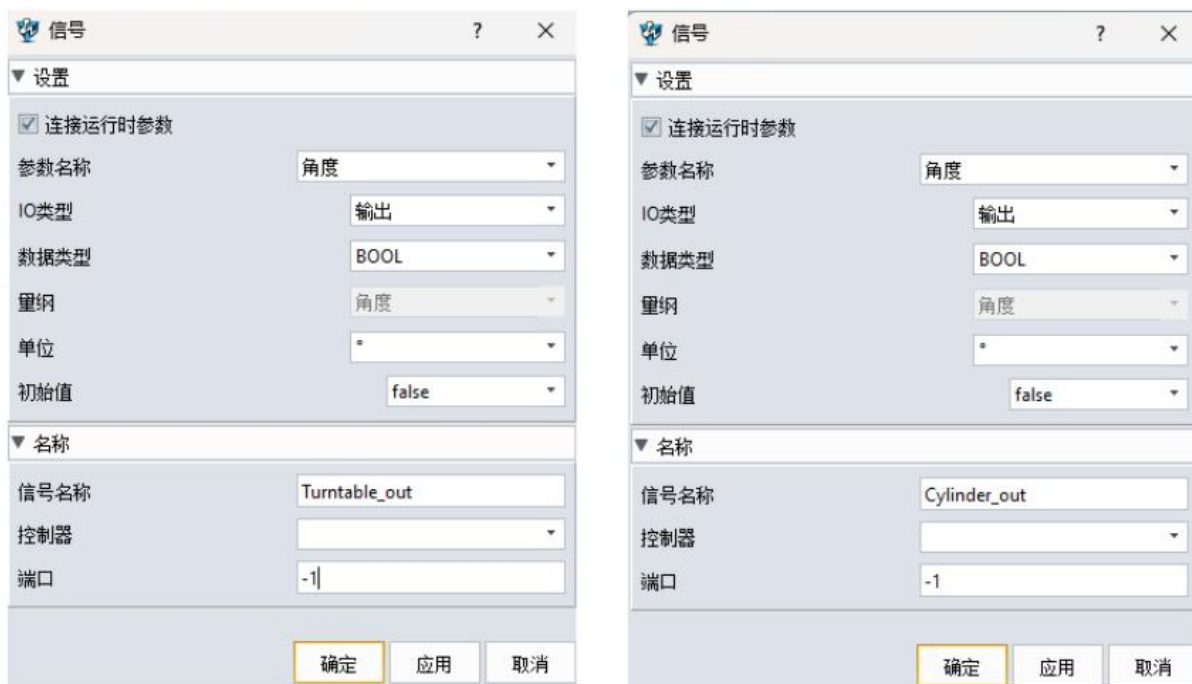 信号 ? ×
设置
连接运行时参数
参数名称 角度
IO类型 输出
数据类型 BOOL
量纲 角度
单位 °
初始值 false
名称
信号名称 Turntable_out
控制器
端口 -1
确定 应用 取消
信号 ? ×
设置
连接运行时参数
参数名称 角度
IO类型 输出
数据类型 BOOL
量纲 角度
单位 °
初始值 false
名称
信号名称 Cylinder_out
控制器
端口 -1
确定 应用 取消